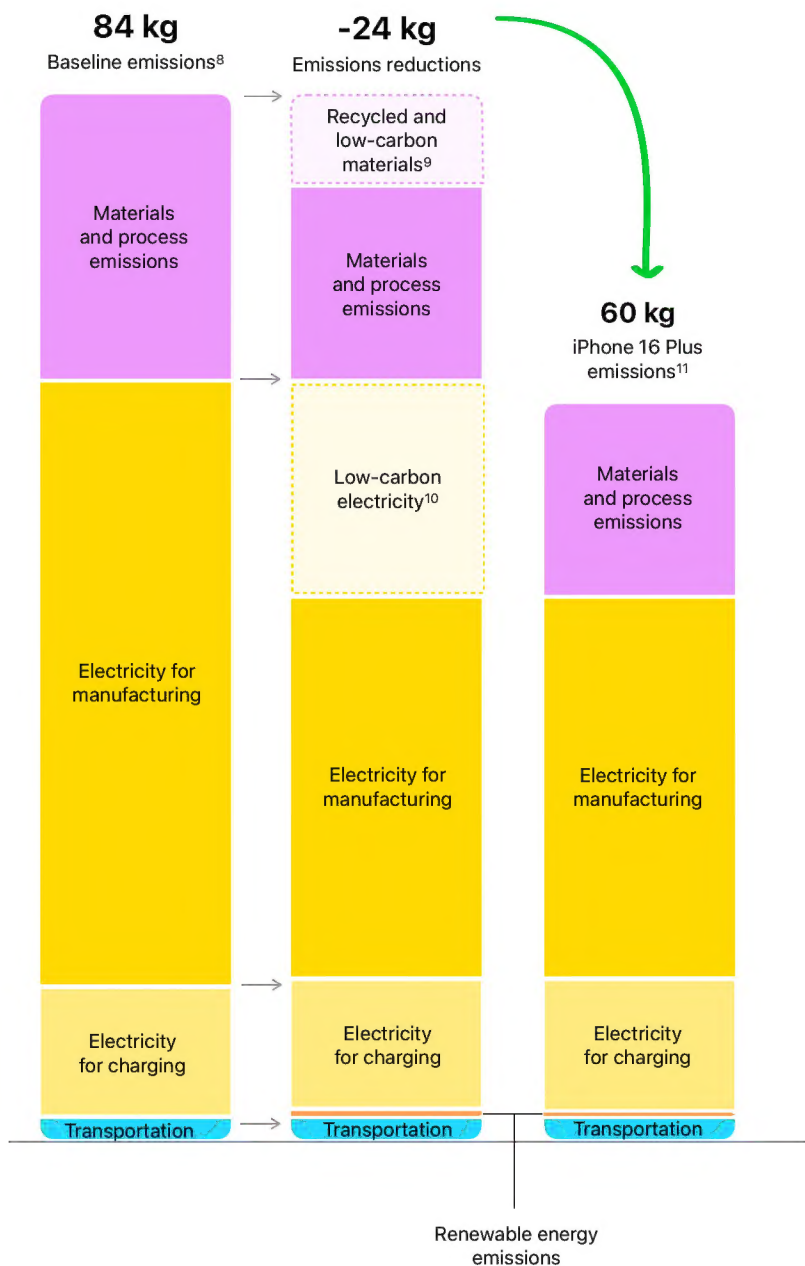 84 kg
Baseline emissions⁸
Materials
and process
emissions
Electricity for
manufacturing
Electricity
for charging
Transportation
-24 kg
Emissions reductions
Recycled and
low-carbon
materials⁹
Materials
and process
emissions
Low-carbon
electricity¹⁰
Electricity for
manufacturing
Electricity
for charging
Transportation
60 kg
iPhone 16 Plus
emissions¹¹
Materials
and process
emissions
Electricity for
manufacturing
Electricity
for charging
Transportation
Renewable energy
emissions